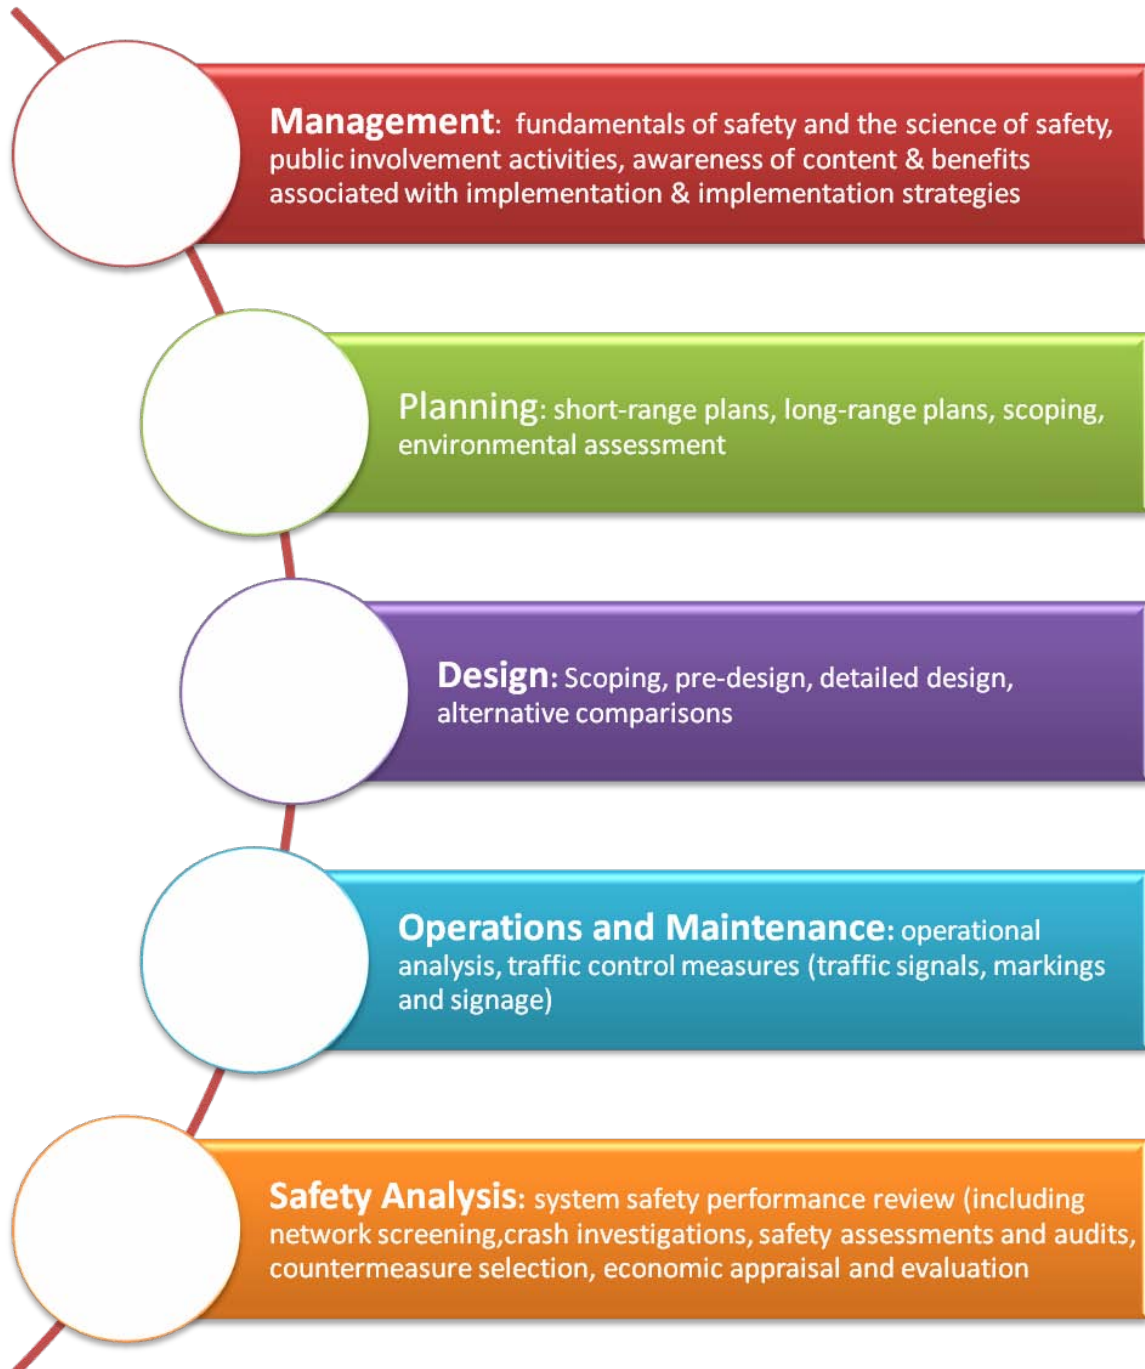 Management:  fundamentals of safety and the science of safety,
public involvement activities, awareness of content & benefits
associated with implementation & implementation strategies
Planning: short-range plans, long-range plans, scoping,
environmental assessment
Design: Scoping, pre-design, detailed design,
alternative comparisons
Operations and Maintenance: operational
analysis, traffic control measures (traffic signals, markings
and signage)
Safety Analysis: system safety performance review (including
network screening,crash investigations, safety assessments and audits,
countermeasure selection, economic appraisal and evaluation